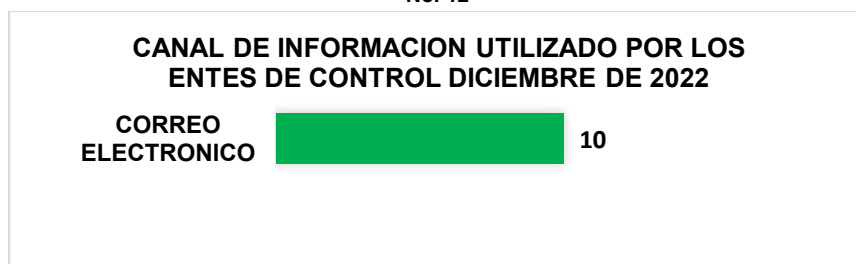 CANAL DE INFORMACION UTILIZADO POR LOS
ENTES DE CONTROL DICIEMBRE DE 2022
CORREO
ELECTRONICO
10